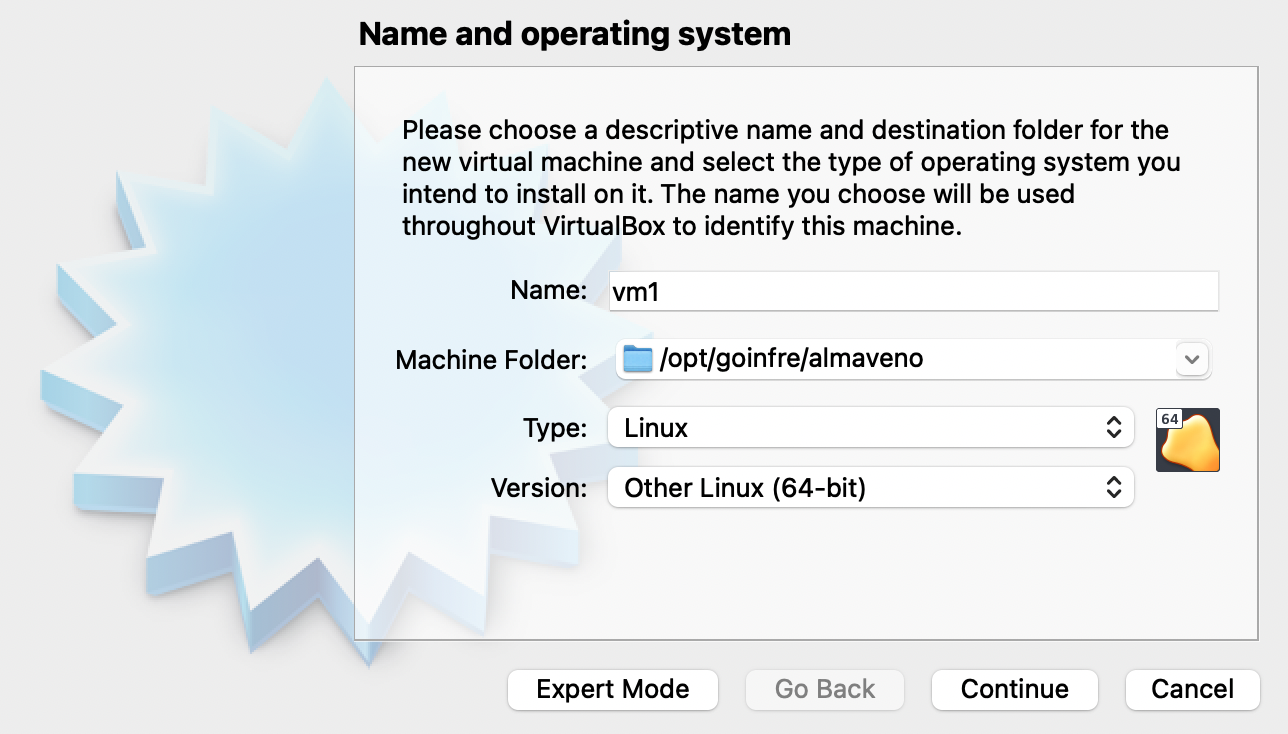 Name and operating system
Please choose a descriptive name and destination folder for the
new virtual machine and select the type of operating system you
intend to install on it. The name you choose will be used
throughout VirtualBox to identify this machine.
Name: vm1
Machine Folder: /opt/goinfre/almaveno
Type: Linux
64
Version: Other Linux (64-bit)
Expert Mode Go Back Continue Cancel